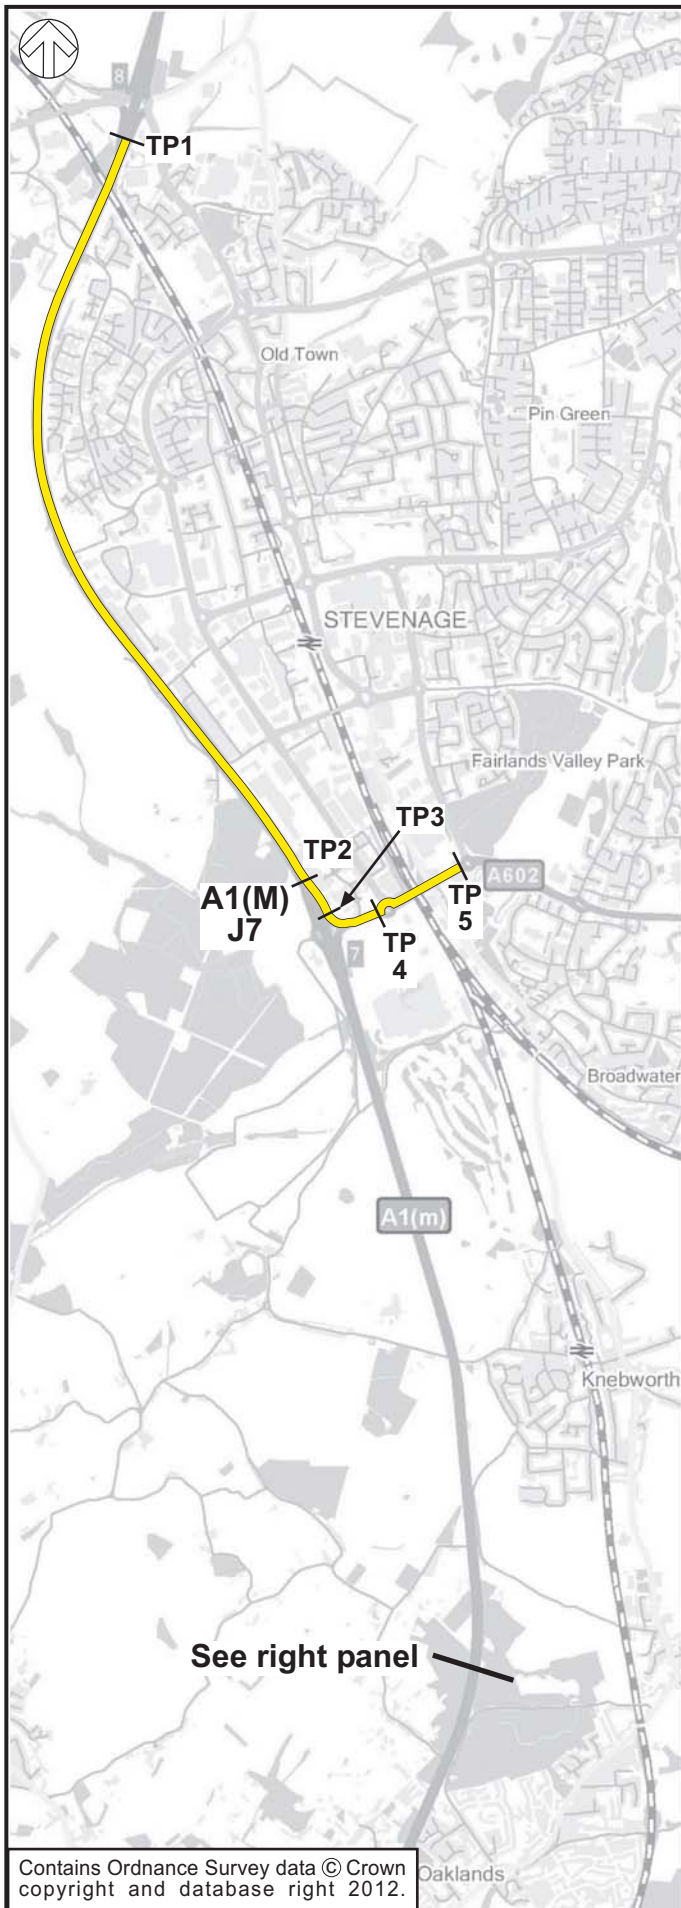 8
TP1
Old Town
Pin Green
STEVENAGE
Fairlands Valley Park
TP3
TP2
A602
A1(M)
J7
TP
5
TP
4
7
Broadwater
A1(m)
Knebworth
See right panel
Oaklands
Contains Ordnance Survey data © Crown
copyright and database right 2012.